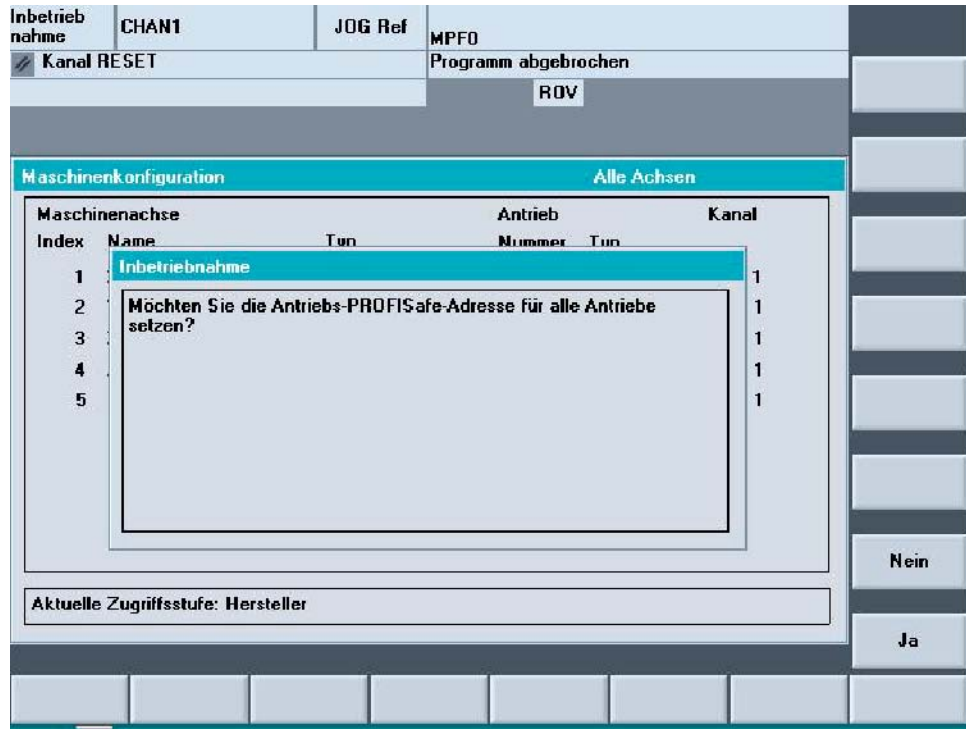 Inbetrieb
nahme
CHAN1
JOG Ref
MPF0
Kanal RESET
Programm abgebrochen
ROV
Maschinenkonfiguration
Alle Achsen
Maschinenachse
Antrieb
Kanal
Index Name Typ Nummer Typ
Inbetriebnahme
1 1
Möchten Sie die Antriebs-PROFISafe-Adresse für alle Antriebe
setzen?
2 1
3 1
4 1
5 1
Nein
Aktuelle Zugriffsstufe: Hersteller
Ja